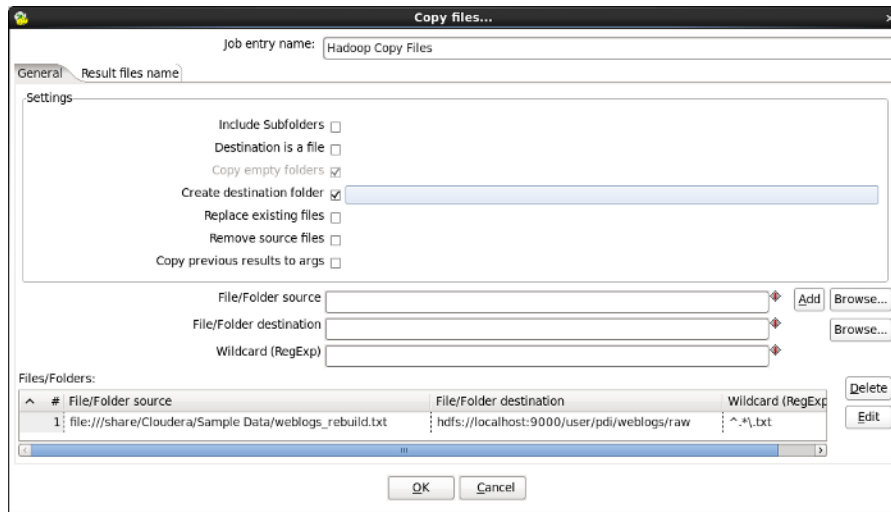 Copy files...
Job entry name: Hadoop Copy Files
General Result files name
Settings
Include Subfolders
Destination is a file
Copy empty folders
Create destination folder
Replace existing files
Remove source files
Copy previous results to args
File/Folder source Add Browse...
File/Folder destination Browse...
Wildcard (RegExp)
Files/Folders:
# File/Folder source File/Folder destination Wildcard (RegExp Delete
1 file:///share/Cloudera/Sample Data/weblogs_rebuild.txt hdfs://localhost:9000/user/pdi/weblogs/raw ^.*\.txt Edit
OK Cancel